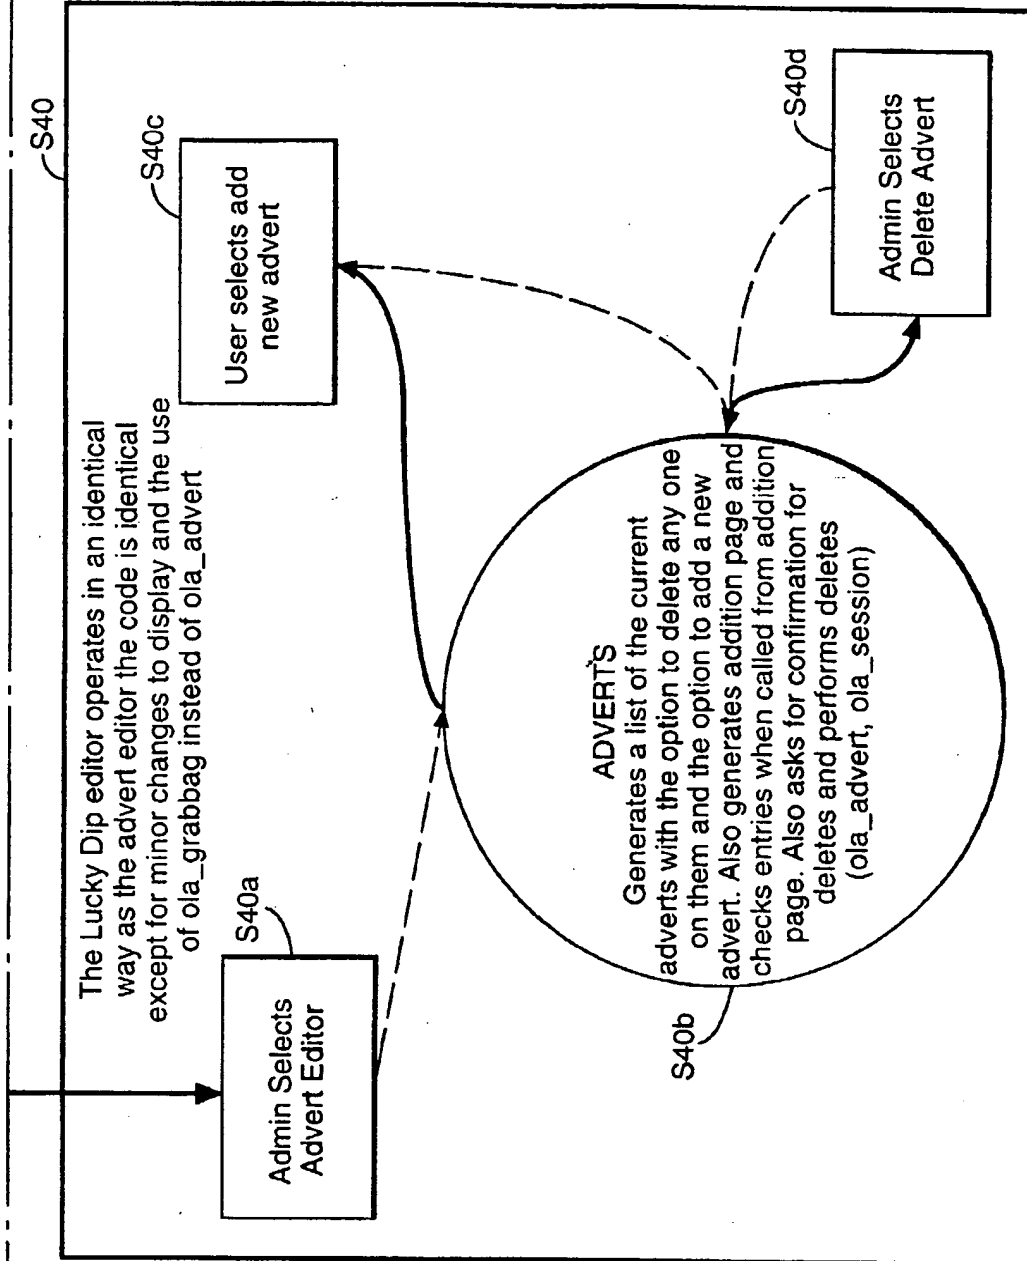 S40
The Lucky Dip editor operates in an identical
way as the advert editor the code is identical
except for minor changes to display and the use
of ola_grabbag instead of ola_advert
S40a
Admin Selects
Advert Editor
S40c
User selects add
new advert
S40b
ADVERTS
Generates a list of the current
adverts with the option to delete any one
on them and the option to add a new
advert. Also generates addition page and
checks entries when called from addition
page. Also asks for confirmation for
deletes and performs deletes
(ola_advert, ola_session)
S40d
Admin Selects
Delete Advert